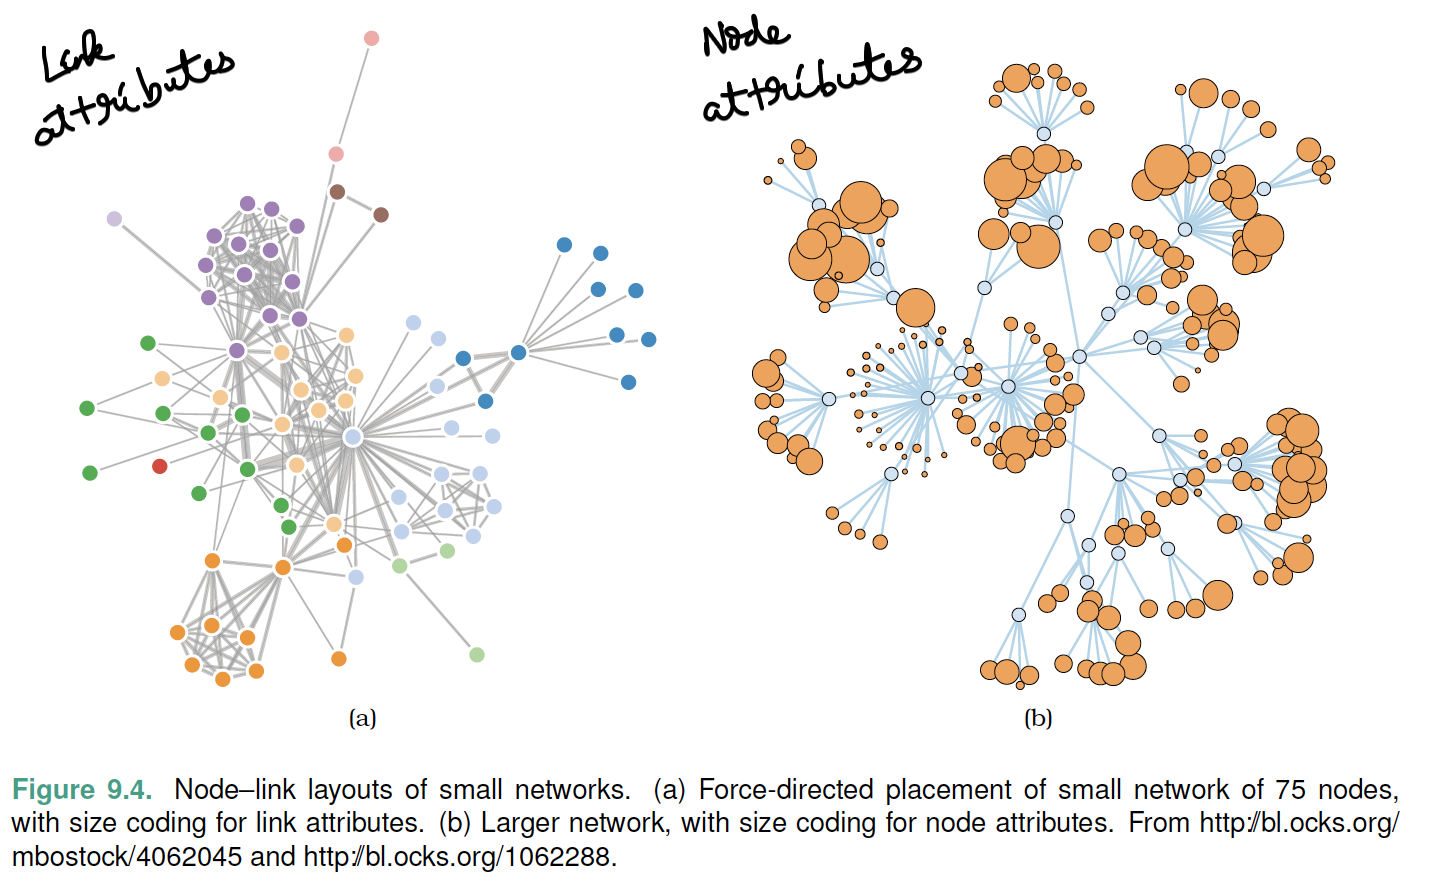 Link
attributes
Node
attributes
(a)
(b)
Figure 9.4. Node–link layouts of small networks. (a) Force-directed placement of small network of 75 nodes,
with size coding for link attributes. (b) Larger network, with size coding for node attributes. From http://bl.ocks.org/
mbostock/4062045 and http://bl.ocks.org/1062288.